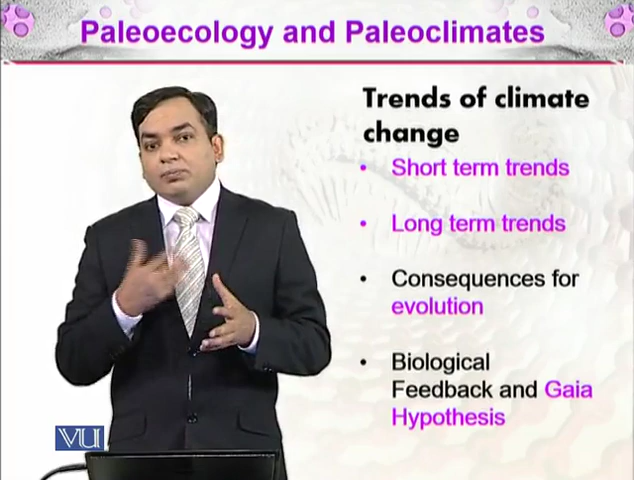 Paleoecology and Paleoclimates
Trends of climate
change
• Short term trends
• Long term trends
• Consequences for
evolution
• Biological
Feedback and Gaia
Hypothesis
VU